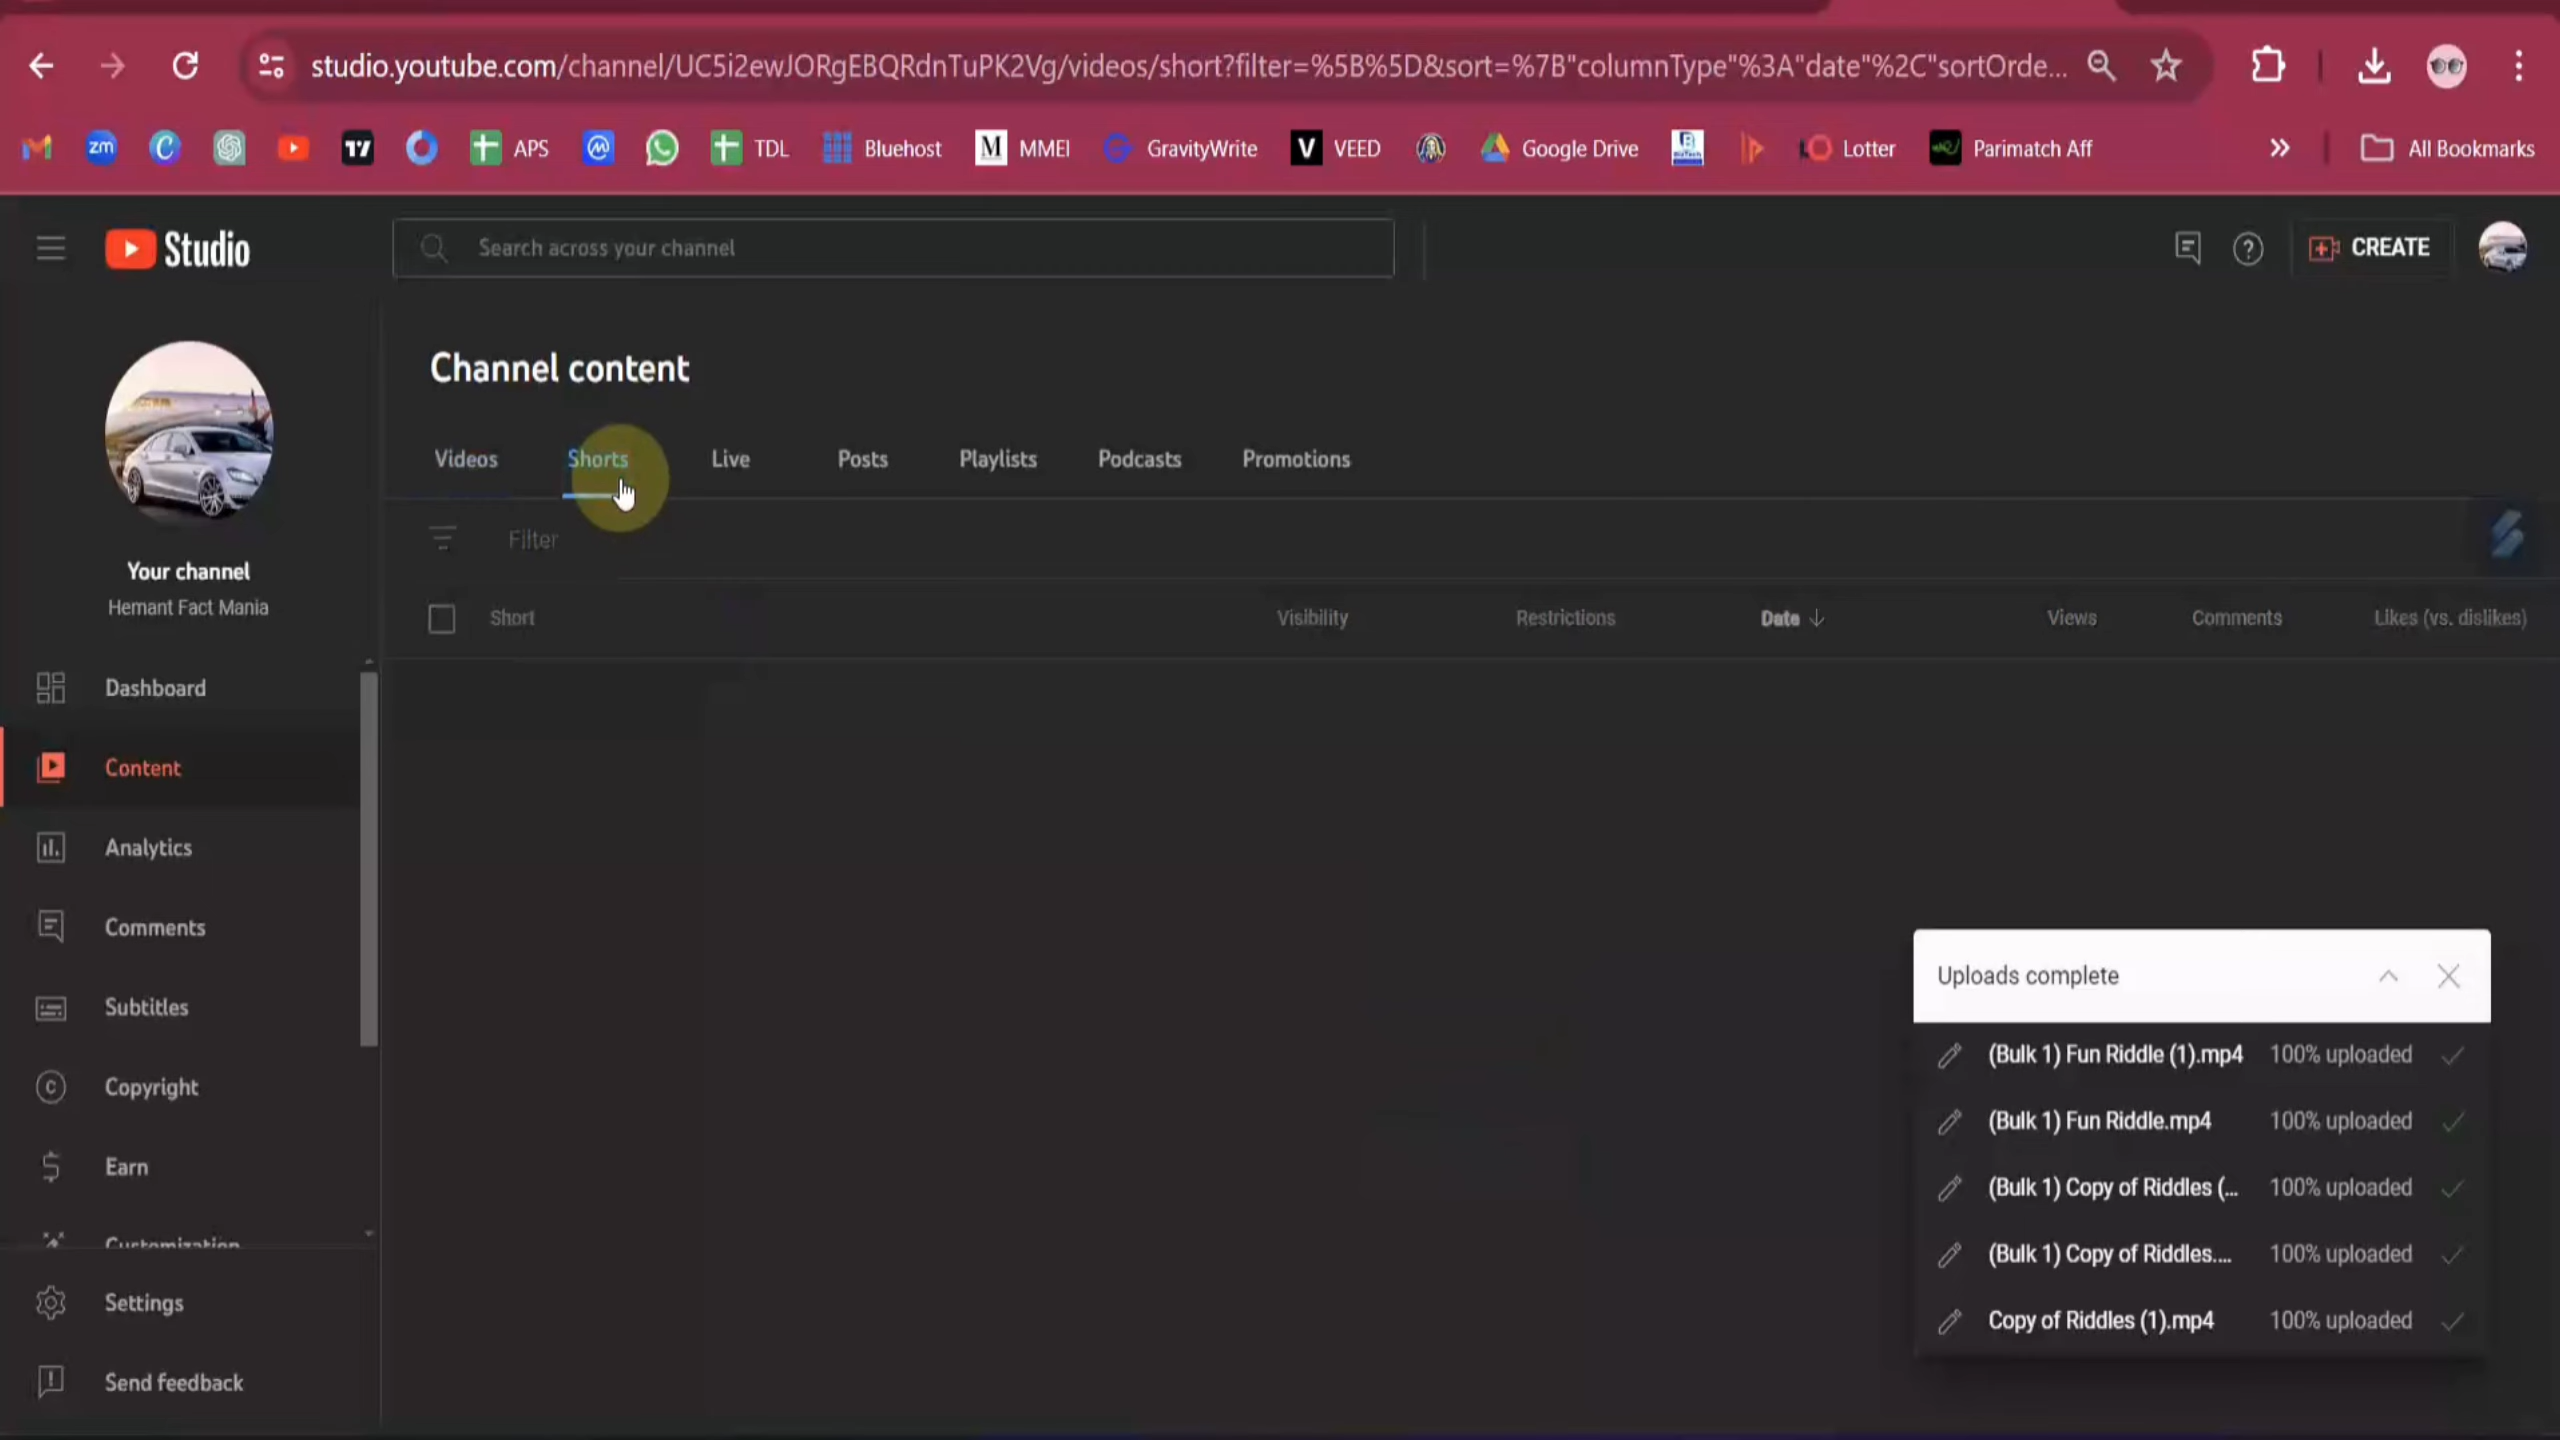 studio.youtube.com/channel/UC5i2ewJORgEBQRdnTuPK2Vg/videos/short?filter=%5B%5D&sort=%7B"columnType"%3A"date"%2C"sortOrde...
zm
APS
TDL
Bluehost
M MMEI
GravityWrite
V VEED
Google Drive
Lotter
Parimatch Aff
All Bookmarks
Studio
Search across your channel
CREATE
Channel content
Videos
Shorts
Live
Posts
Playlists
Podcasts
Promotions
Filter
Short
Visibility
Restrictions
Date
Views
Comments
Likes (vs. dislikes)
Your channel
Hemant Fact Mania
Dashboard
Content
Analytics
Comments
Subtitles
Copyright
Earn
Customization
Settings
Send feedback
Uploads complete
(Bulk 1) Fun Riddle (1).mp4 100% uploaded
(Bulk 1) Fun Riddle.mp4 100% uploaded
(Bulk 1) Copy of Riddles (... 100% uploaded
(Bulk 1) Copy of Riddles.... 100% uploaded
Copy of Riddles (1).mp4 100% uploaded